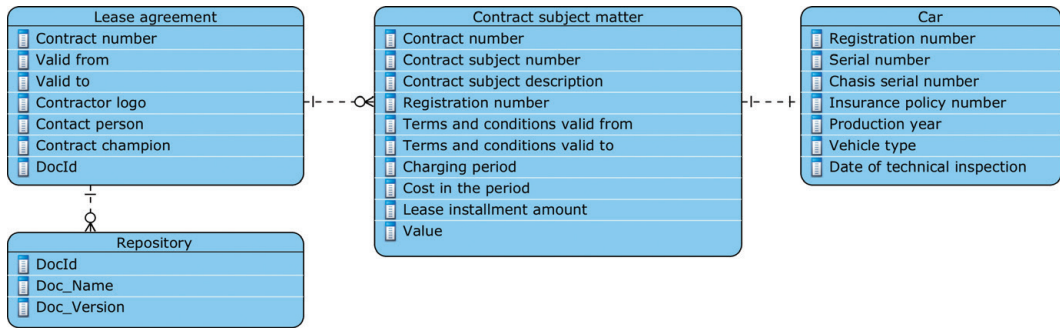 Lease agreement
Contract number
Valid from
Valid to
Contractor logo
Contact person
Contract champion
DocId
Repository
DocId
Doc_Name
Doc_Version
Contract subject matter
Contract number
Contract subject number
Contract subject description
Registration number
Terms and conditions valid from
Terms and conditions valid to
Charging period
Cost in the period
Lease installment amount
Value
Car
Registration number
Serial number
Chasis serial number
Insurance policy number
Production year
Vehicle type
Date of technical inspection